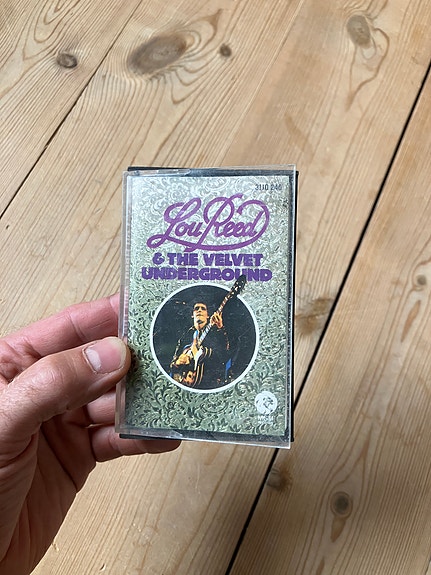 3110 246
Lou Reed
& THE VELVET
UNDERGROUND